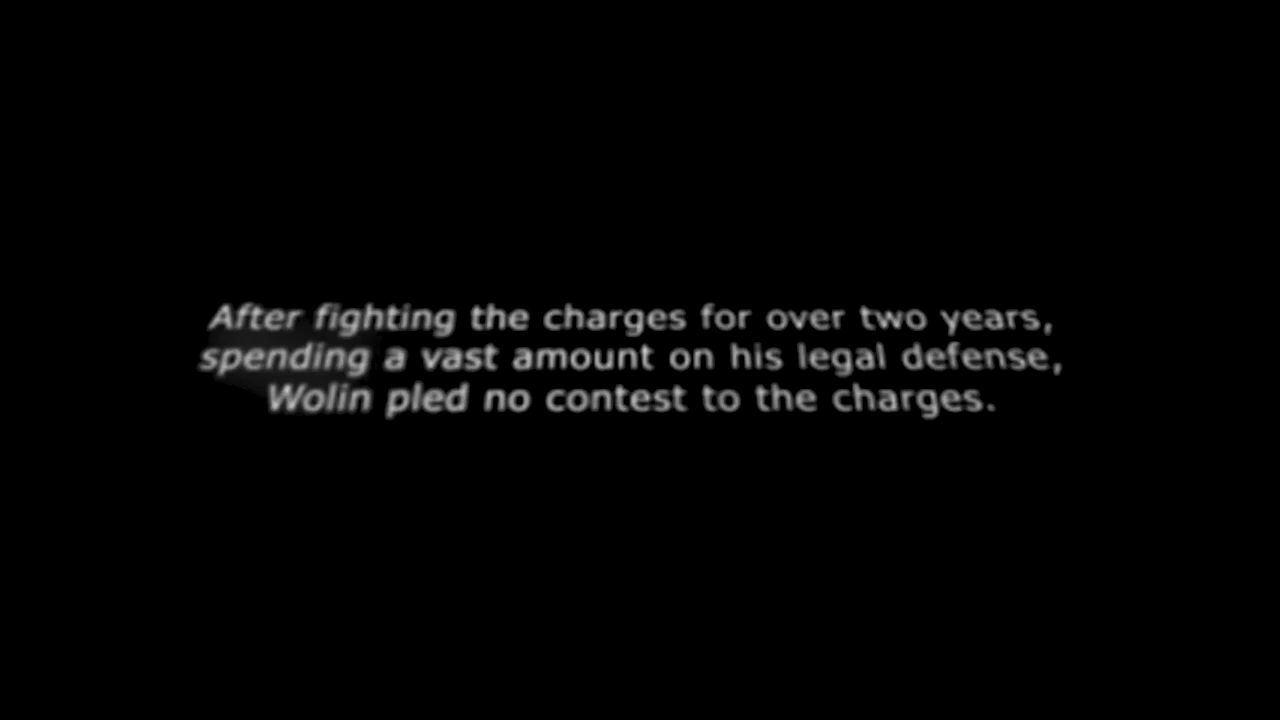 After fighting the charges for over two years,
spending a vast amount on his legal defense,
Wolin pled no contest to the charges.